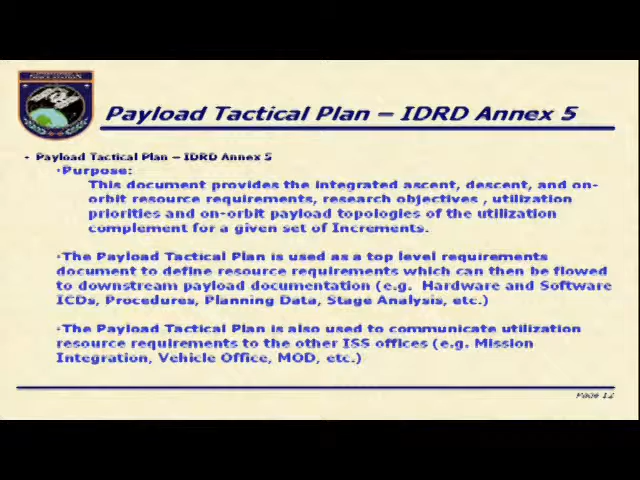 Payload Tactical Plan – IDRD Annex 5
- Payload Tactical Plan – IDRD Annex 5
•Purpose:
This document provides the integrated ascent, descent, and on-
orbit resource requirements, research objectives , utilization
priorities and on-orbit payload topologies of the utilization
complement for a given set of Increments.
•The Payload Tactical Plan is used as a top level requirements
document to define resource requirements which can then be flowed
to downstream payload documentation (e.g. Hardware and Software
ICDs, Procedures, Planning Data, Stage Analysis, etc.)
•The Payload Tactical Plan is also used to communicate utilization
resource requirements to the other ISS offices (e.g. Mission
Integration, Vehicle Office, MOD, etc.)
Page 12